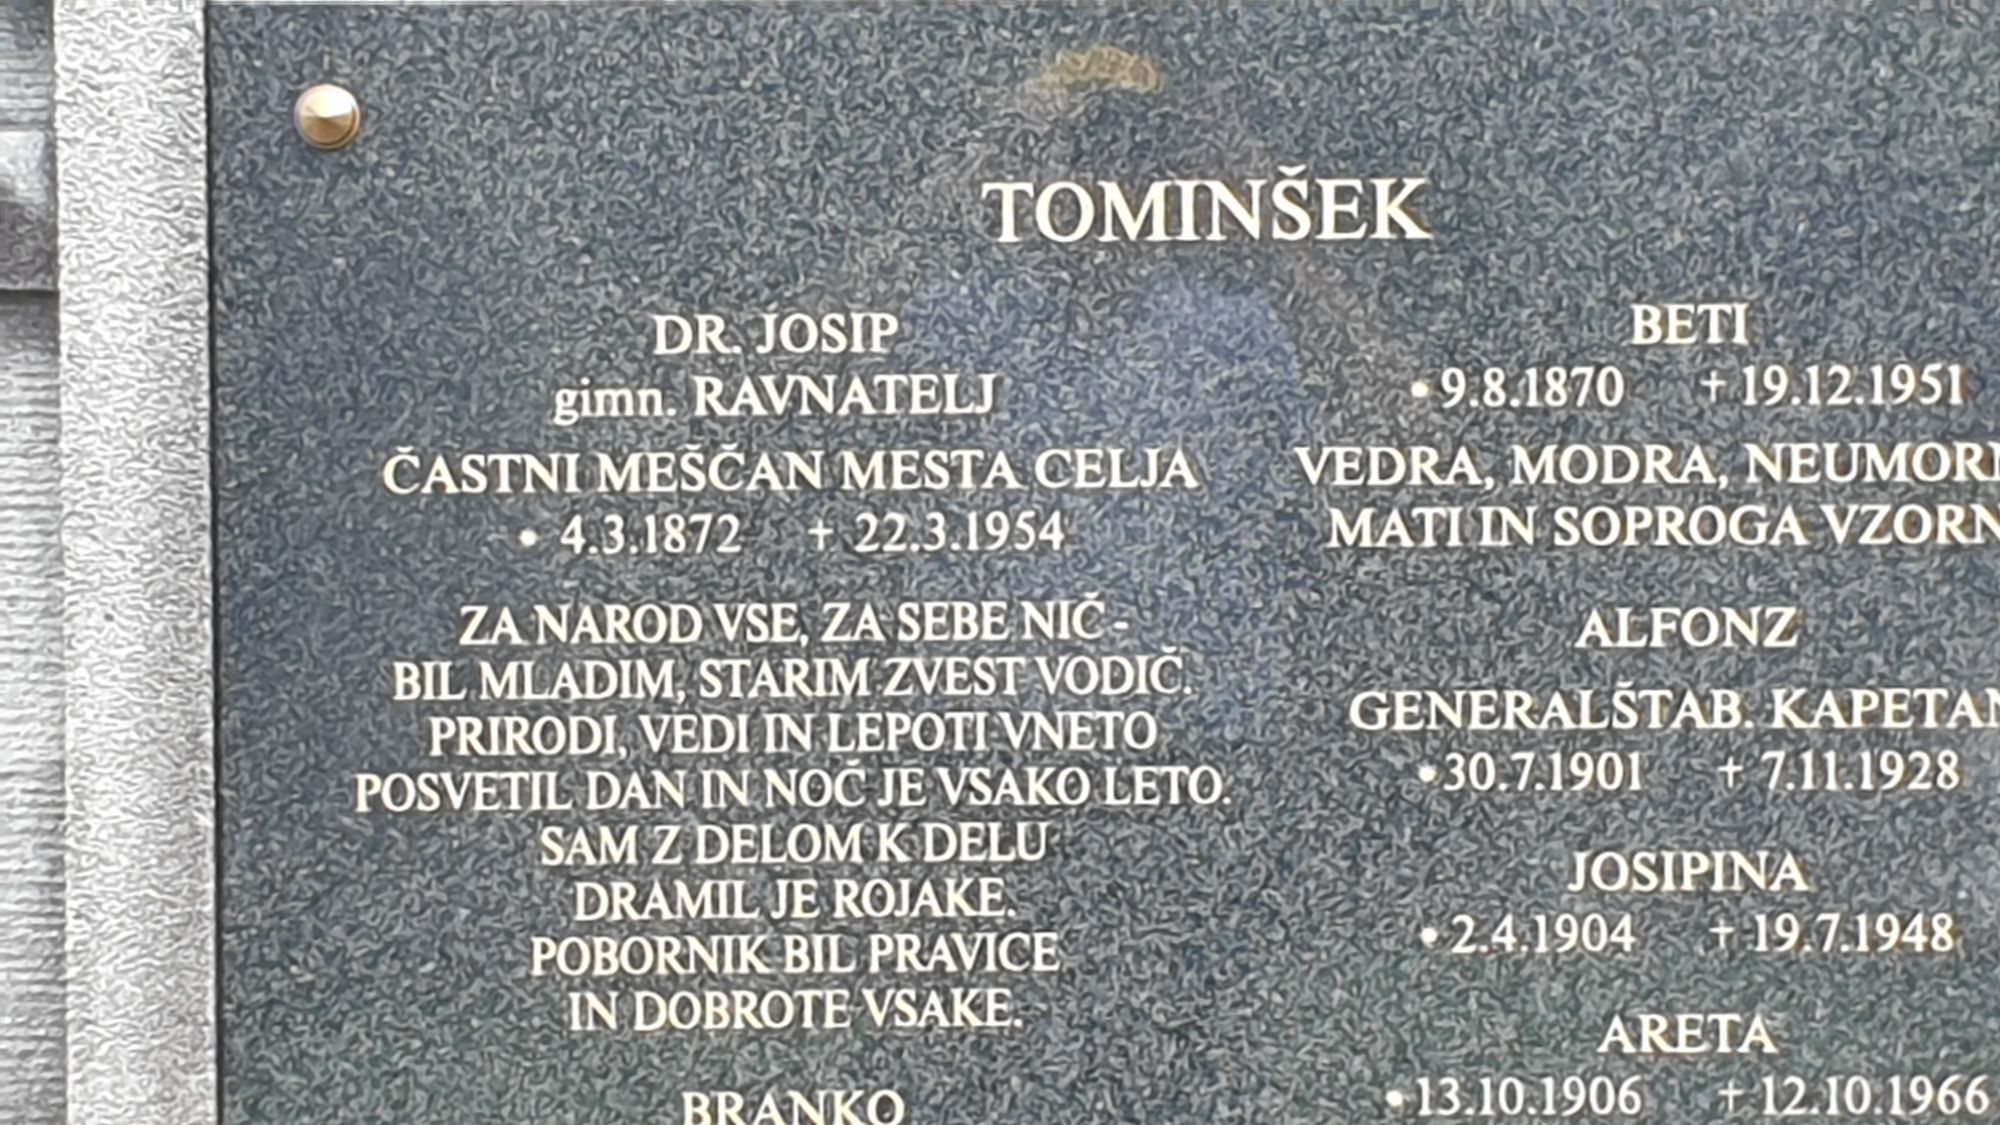 TOMINŠEK
DR. JOSIP
gimn. RAVNATELJ
ČASTNI MEŠČAN MESTA CELJA
• 4.3.1872 + 22.3.1954
ZA NAROD VSE, ZA SEBE NIČ -
BIL MLADIM, STARIM ZVEST VODIČ.
PRIRODI, VEDI IN LEPOTI VNETO
POSVETIL DAN IN NOČ JE VSAKO LETO.
SAM Z DELOM K DELU
DRAMIL JE ROJAKE.
POBORNIK BIL PRAVICE
IN DOBROTE VSAKE.
BRANKO
BETI
• 9.8.1870 + 19.12.1951
VEDRA, MODRA,
MATI IN SOPROGA
ALFONZ
GENERALŠTAB. KAPETAN
• 30.7.1901 + 7.11.1928
JOSIPINA
• 2.4.1904 + 19.7.1948
ARETA
• 13.10.1906 + 12.10.1966